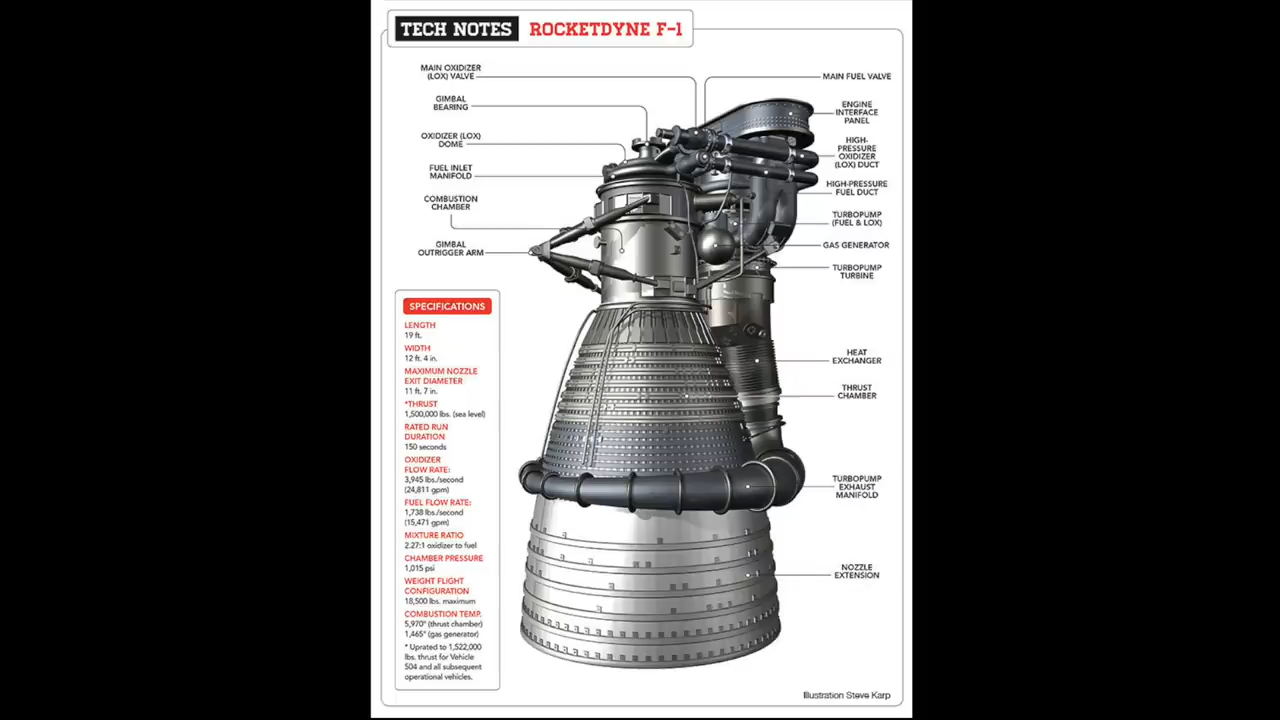 TECH NOTES ROCKETDYNE F-1
MAIN OXIDIZER
(LOX) VALVE
GIMBAL
BEARING
OXIDIZER (LOX)
DOME
FUEL INLET
MANIFOLD
COMBUSTION
CHAMBER
GIMBAL
OUTRIGGER ARM
MAIN FUEL VALVE
ENGINE
INTERFACE
PANEL
HIGH-
PRESSURE
OXIDIZER
(LOX) DUCT
HIGH-PRESSURE
FUEL DUCT
TURBOPUMP
(FUEL & LOX)
GAS GENERATOR
TURBOPUMP
TURBINE
HEAT
EXCHANGER
THRUST
CHAMBER
TURBOPUMP
EXHAUST
MANIFOLD
NOZZLE
EXTENSION
SPECIFICATIONS
LENGTH
19 ft.
WIDTH
12 ft. 4 in.
MAXIMUM NOZZLE
EXIT DIAMETER
11 ft. 7 in.
*THRUST
1,500,000 lbs. (sea level)
RATED RUN
DURATION
150 seconds
OXIDIZER
FLOW RATE:
3,945 lbs./second
(24,811 gpm)
FUEL FLOW RATE:
1,738 lbs./second
(15,471 gpm)
MIXTURE RATIO
2.27:1 oxidizer to fuel
CHAMBER PRESSURE
1,015 psi
WEIGHT FLIGHT
CONFIGURATION
18,500 lbs. maximum
COMBUSTION TEMP.
5,970° (thrust chamber)
1,465° (gas generator)
* Uprated to 1,522,000
lbs. thrust for Vehicle
504 and all subsequent
operational vehicles.
Illustration Steve Karp